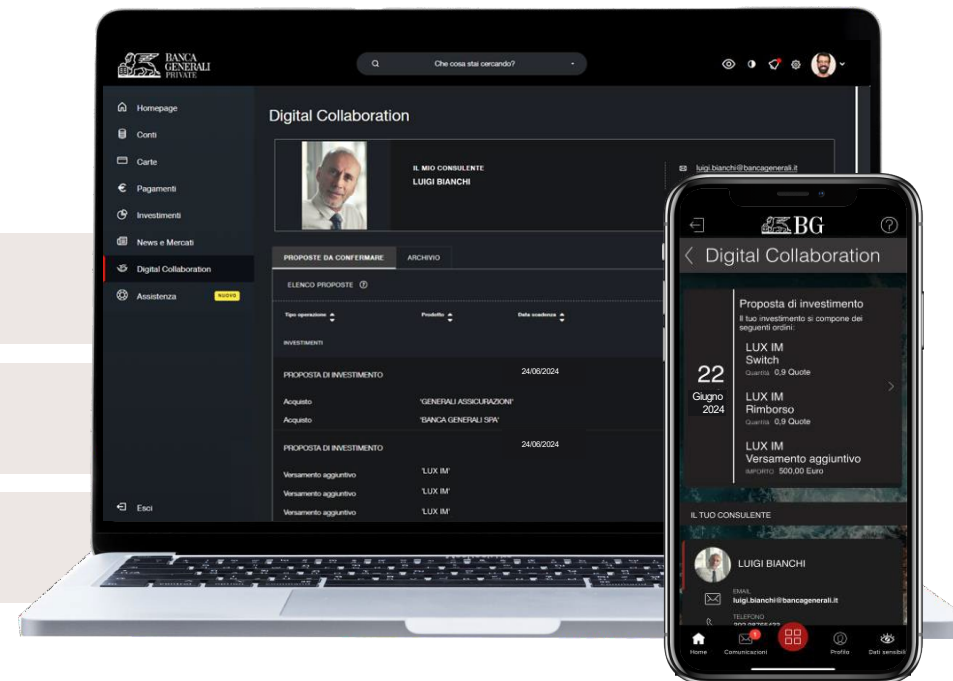 BANCA
GENERALI
PRIVATE
Che cosa stai cercando?
Homepage
Conti
Carte
Pagamenti
Investimenti
News e Mercati
Digital Collaboration
Assistenza NUOVO
Esci
Digital Collaboration
IL MIO CONSULENTE
LUIGI BIANCHI
luigi.bianchi@bancagenerali.it
PROPOSTE DA CONFERMARE ARCHIVIO
ELENCO PROPOSTE
Tipo operazione Prodotto Data scadenza
INVESTIMENTI
PROPOSTA DI INVESTIMENTO 24/06/2024
Acquisto 'GENERALI ASSICURAZIONI'
Acquisto 'BANCA GENERALI SPA'
PROPOSTA DI INVESTIMENTO 24/06/2024
Versamento aggiuntivo 'LUX IM'
Versamento aggiuntivo 'LUX IM'
Versamento aggiuntivo 'LUX IM'
BG
Digital Collaboration
22
Giugno
2024
Proposta di investimento
Il tuo investimento si compone dei
seguenti ordini:
LUX IM
Switch
Quantità 0,9 Quote
LUX IM
Rimborso
Quantità 0,9 Quote
LUX IM
Versamento aggiuntivo
IMPORTO 500,00 Euro
IL TUO CONSULENTE
LUIGI BIANCHI
EMAIL
luigi.bianchi@bancagenerali.it
TELEFONO
1
Home Comunicazioni Profilo Dati sensibili